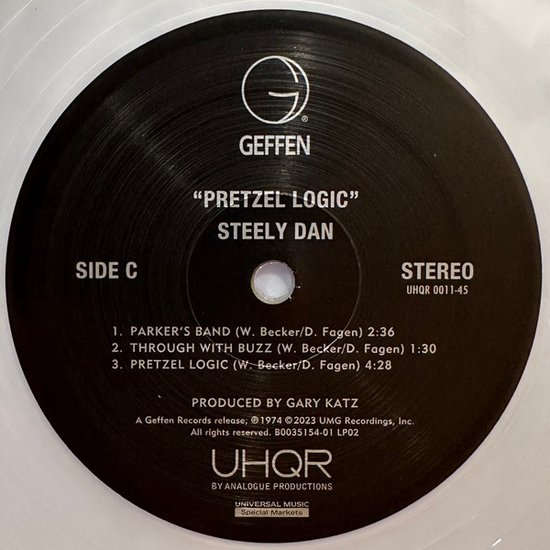 G®
GEFFEN
“PRETZEL LOGIC”
STEELY DAN
SIDE C
STEREO
UHQR 0011-45
1. PARKER'S BAND (W. Becker/D. Fagen) 2:36
2. THROUGH WITH BUZZ (W. Becker/D. Fagen) 1:30
3. PRETZEL LOGIC (W. Becker/D. Fagen) 4:28
PRODUCED BY GARY KATZ
A Geffen Records release; ℗1974 ©2023 UMG Recordings, Inc.
All rights reserved. B0035154-01 LP02
UHQR
BY ANALOGUE PRODUCTIONS
UNIVERSAL MUSIC
Special Markets